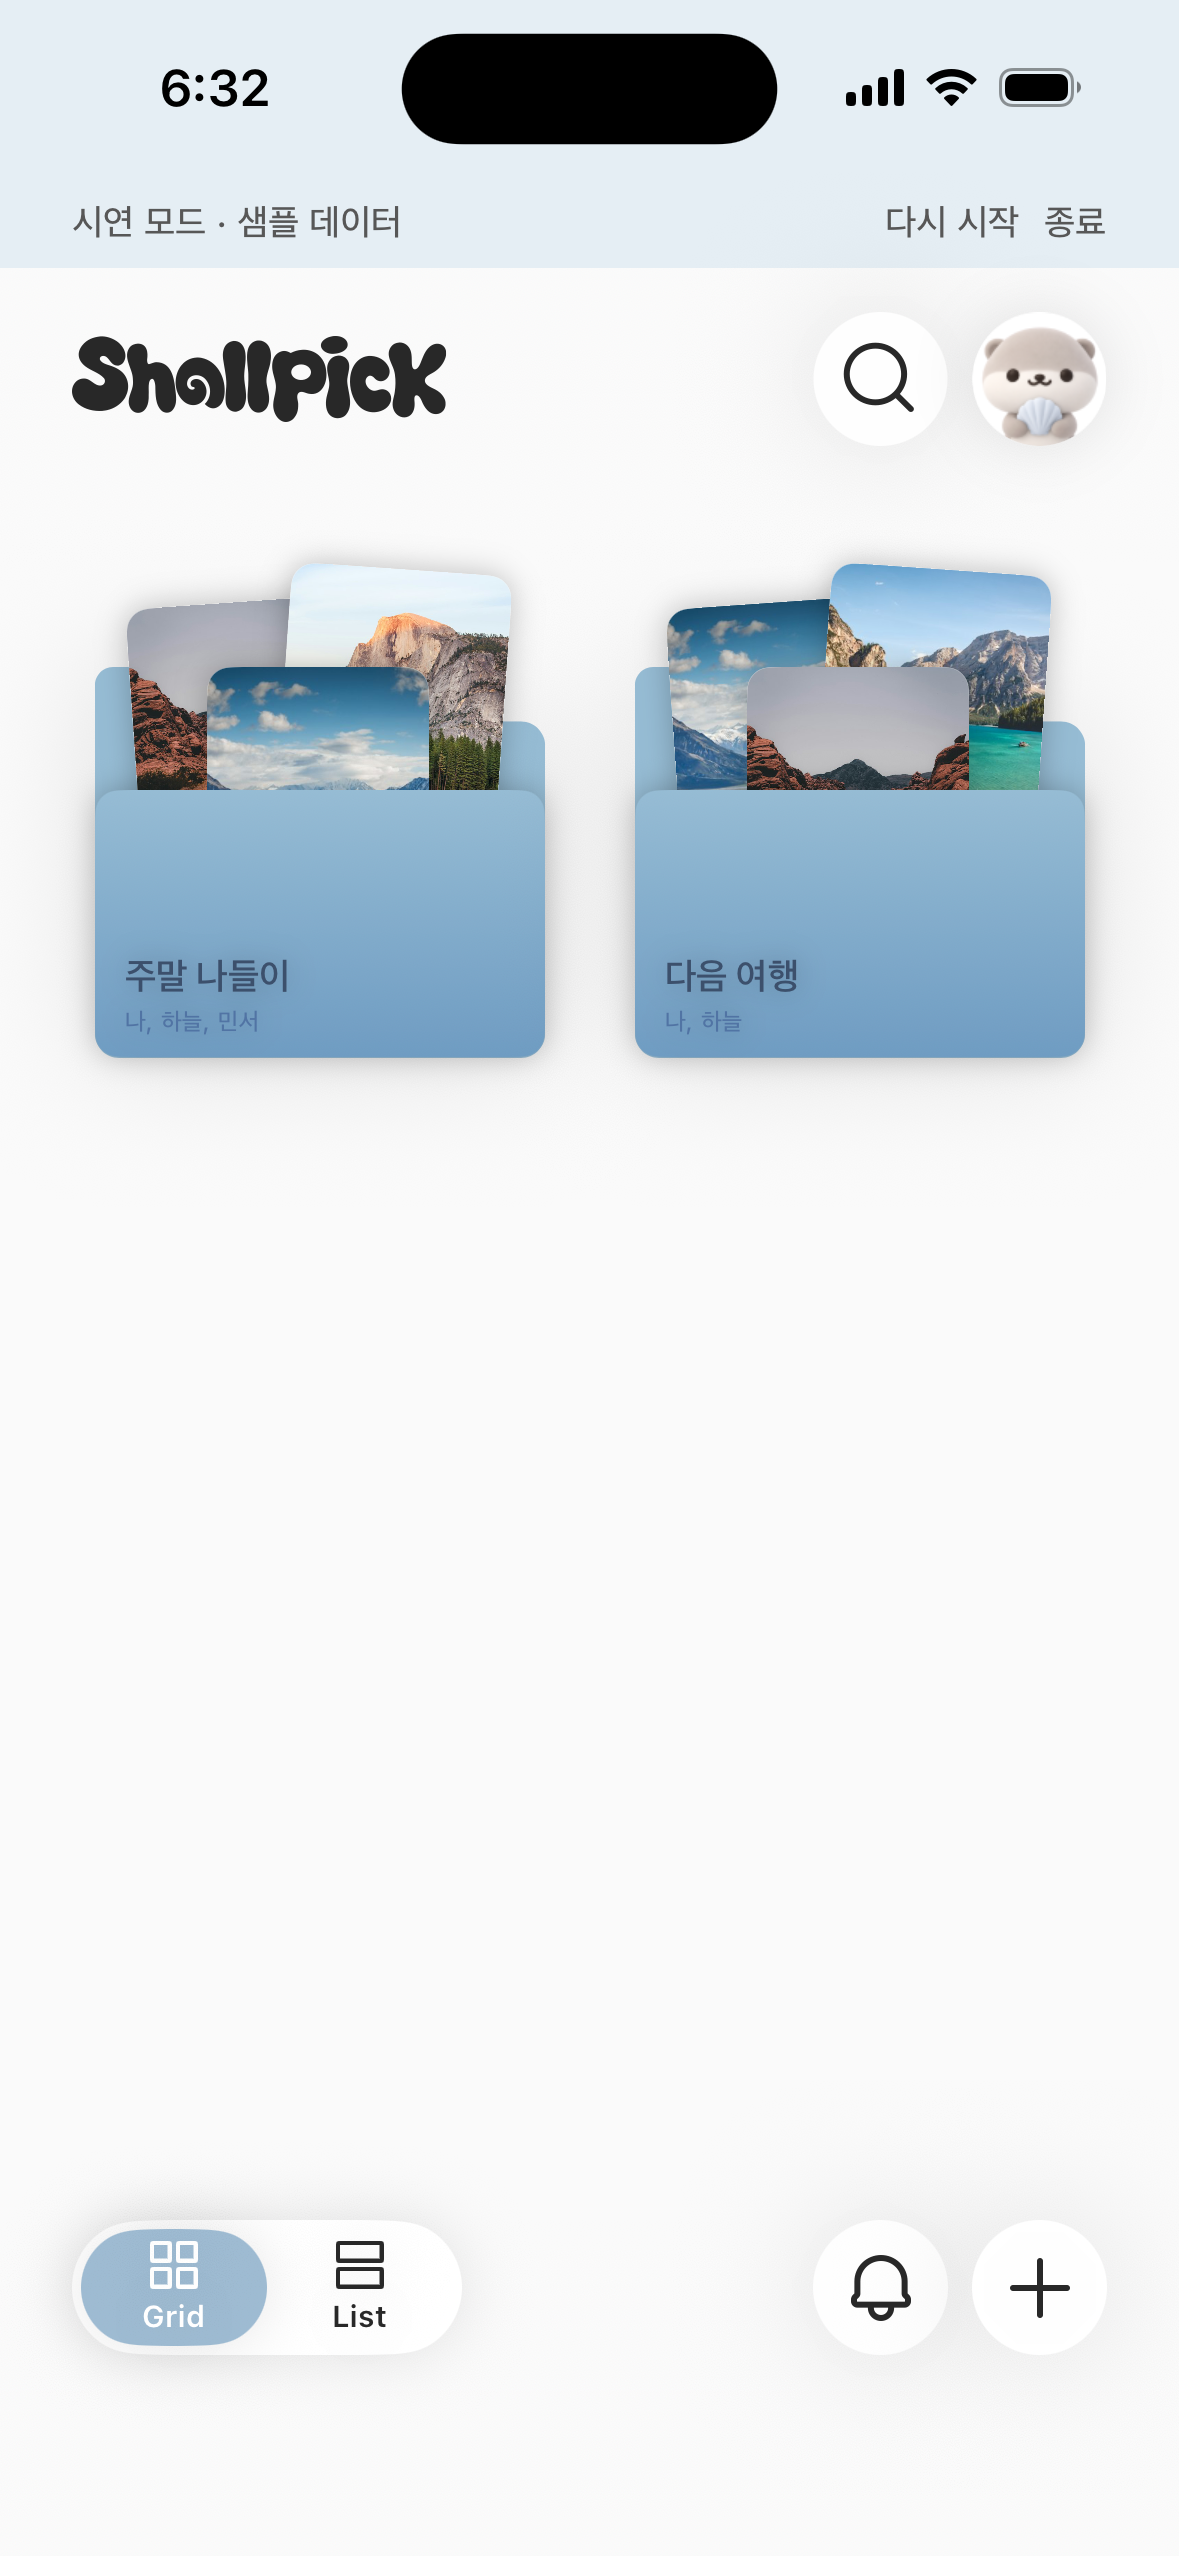 6:32
시연 모드 · 샘플 데이터
다시 시작 종료
Shallpick
주말 나들이
나, 하늘, 민서
다음 여행
나, 하늘
Grid
List